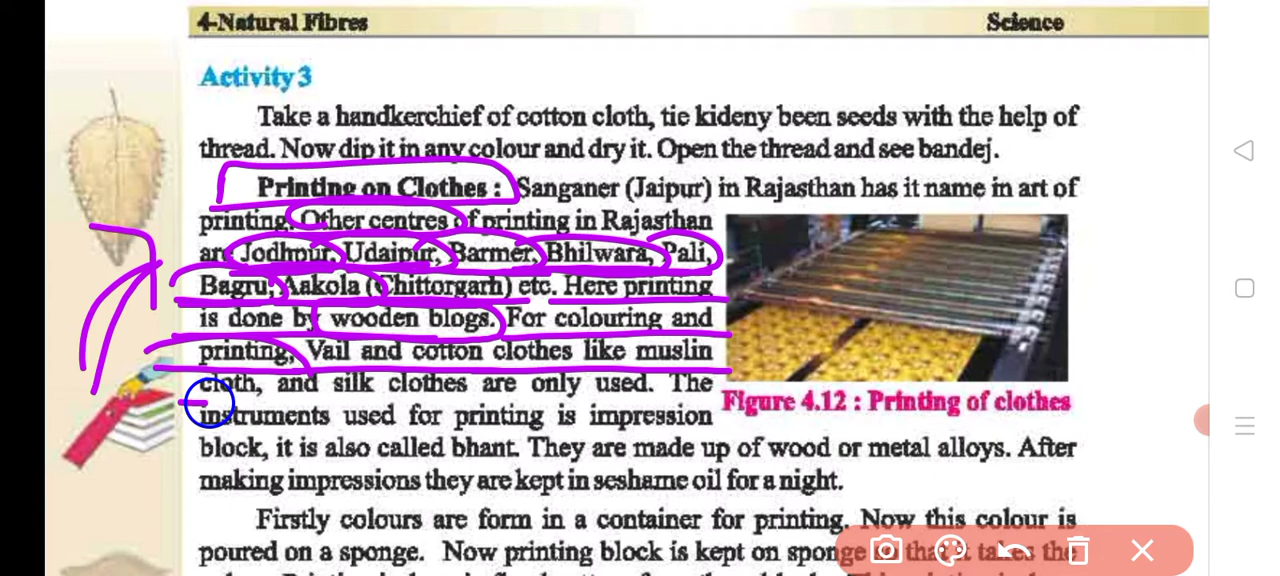 4-Natural Fibres Science
Activity 3
Take a handkerchief of cotton cloth, tie kideny been seeds with the help of
thread. Now dip it in any colour and dry it. Open the thread and see bandej.
Printing on Clothes : Sanganer (Jaipur) in Rajasthan has it name in art of
printing. Other centres of printing in Rajasthan
are Jodhpur, Udaipur, Barmer, Bhilwara, Pali,
Bagru, Aakola (Chittorgarh) etc. Here printing
is done by wooden blogs. For colouring and
printing, Vail and cotton clothes like muslin
cloth, and silk clothes are only used. The
instruments used for printing is impression
block, it is also called bhant. They are made up of wood or metal alloys. After
making impressions they are kept in seshame oil for a night.
Figure 4.12 : Printing of clothes
Firstly colours are form in a container for printing. Now this colour is
poured on a sponge. Now printing block is kept on sponge so that it takes the